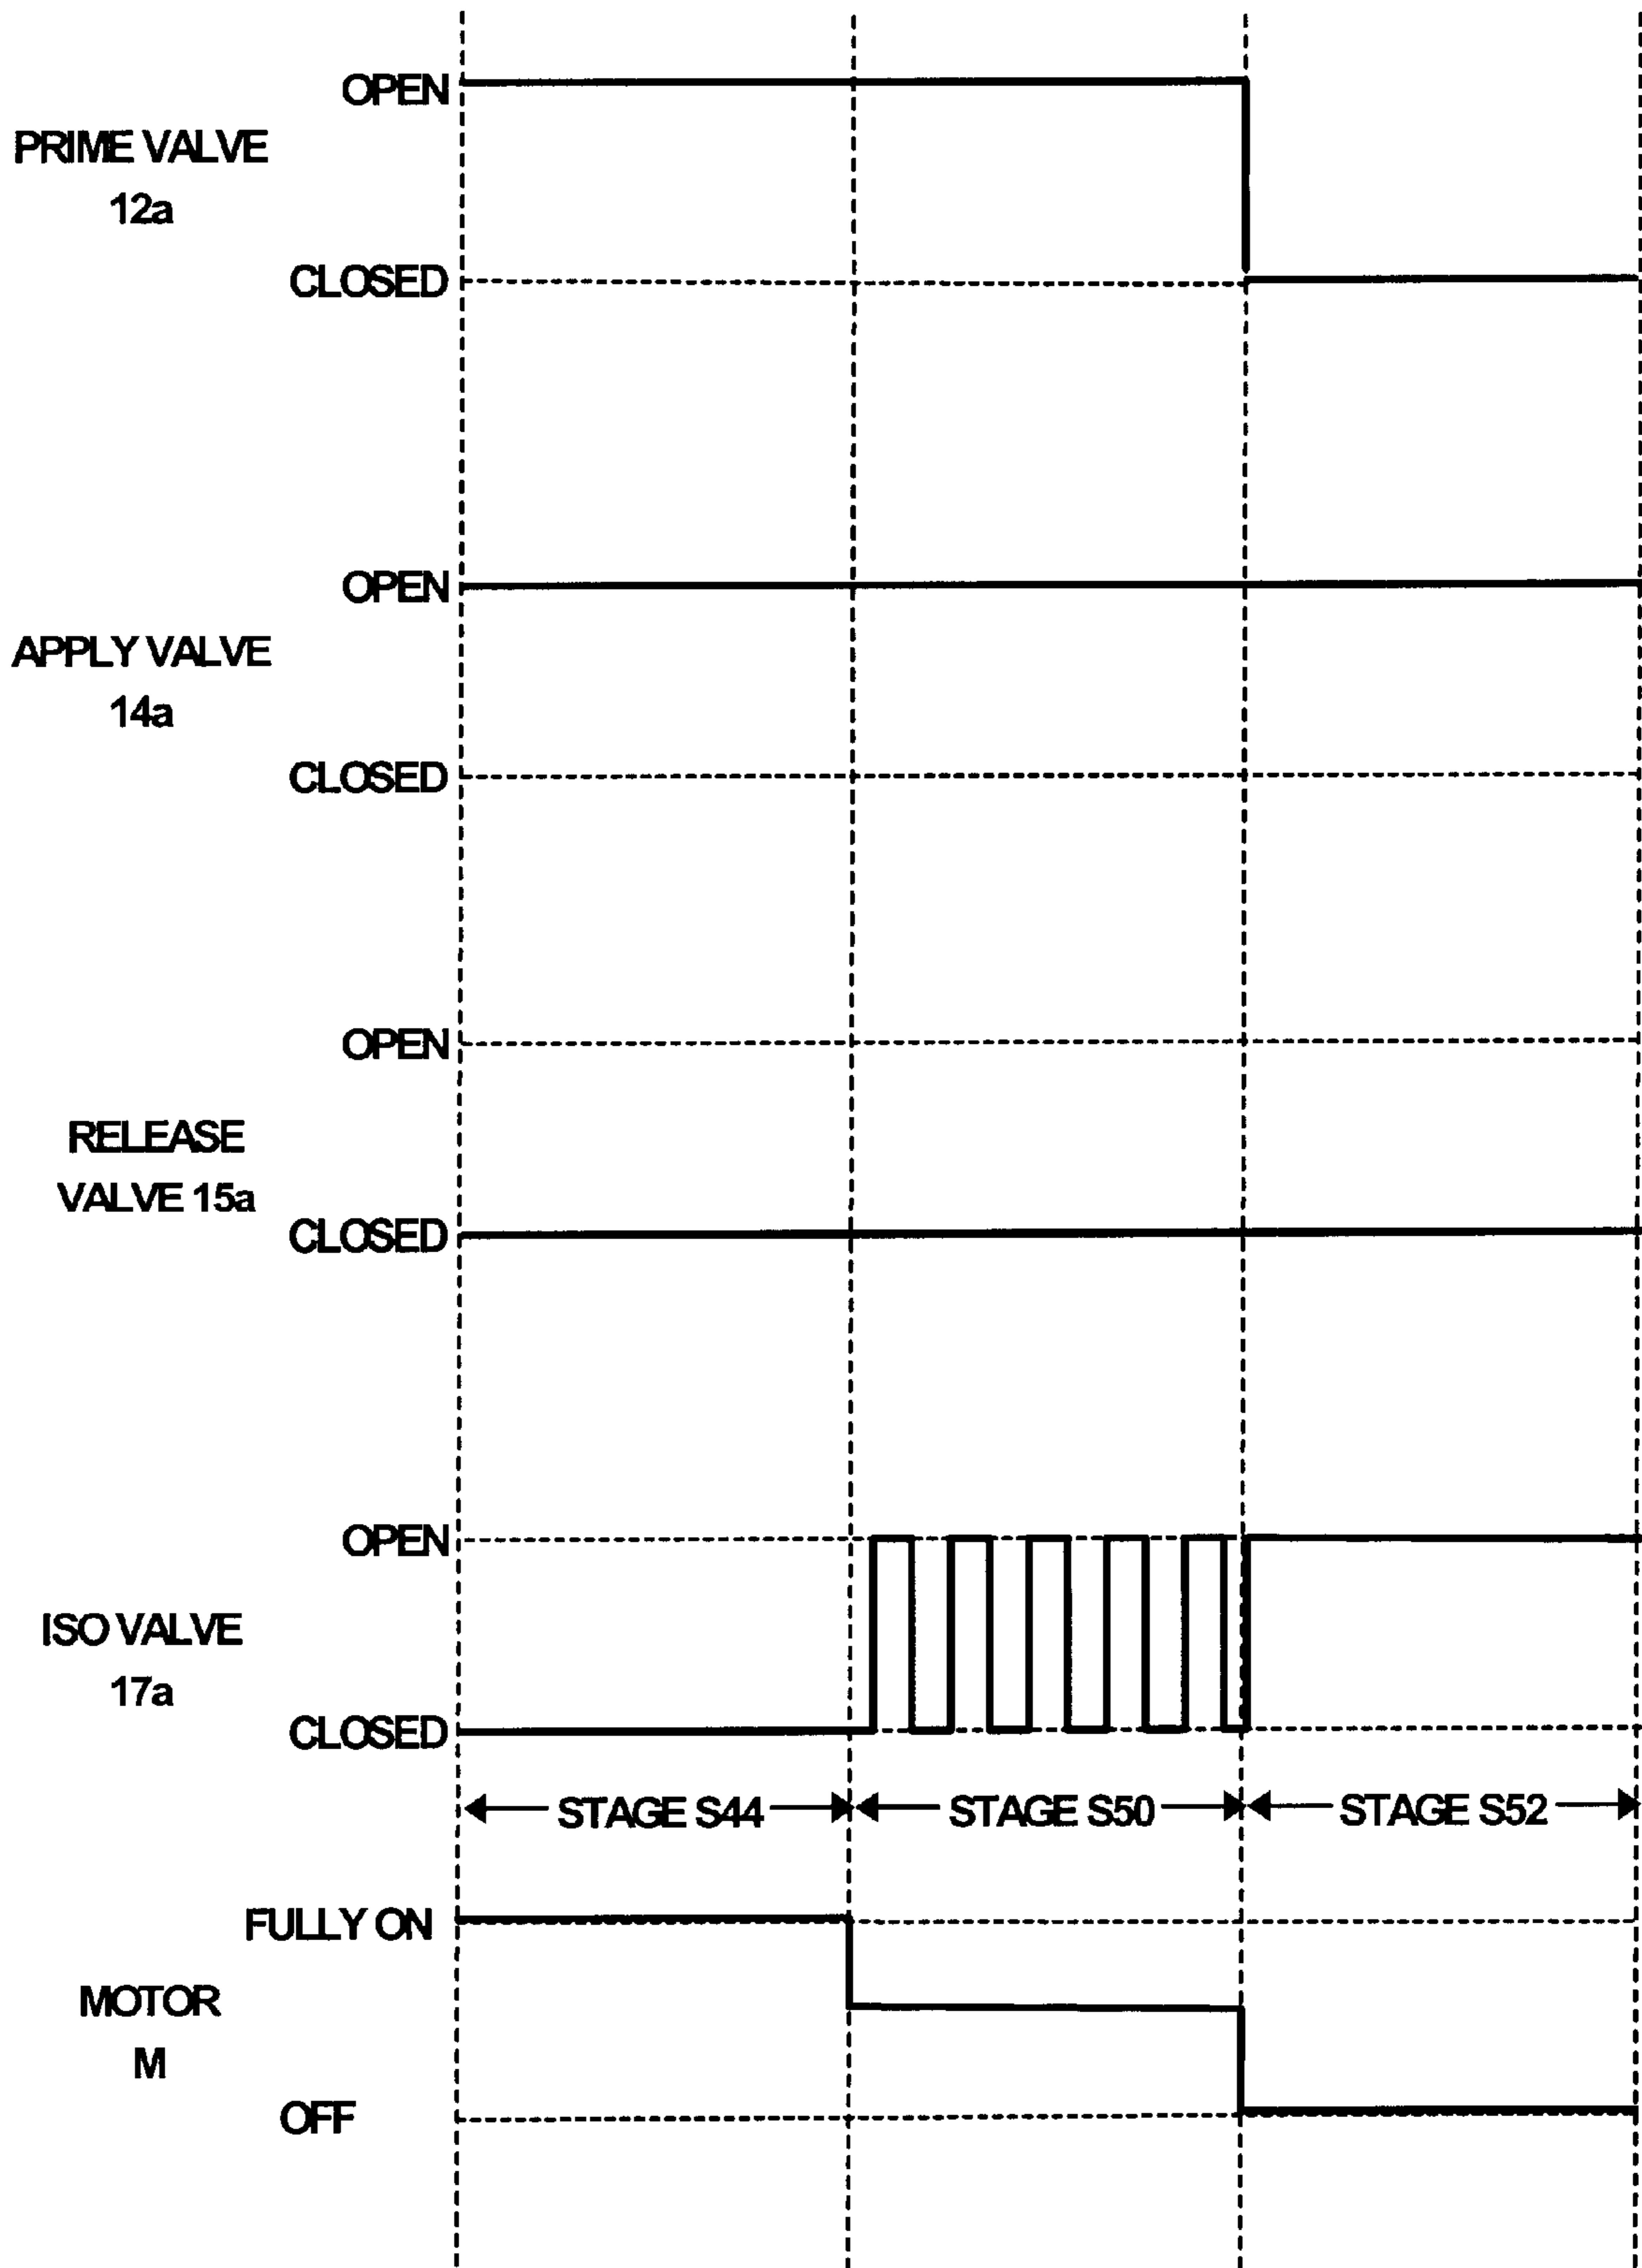 OPEN
PRIME VALVE
12a
CLOSED
OPEN
APPLY VALVE
14a
CLOSED
OPEN
RELEASE
VALVE 15a
CLOSED
OPEN
ISO VALVE
17a
CLOSED
STAGE S44 STAGE S50 STAGE S52
FULLY ON
MOTOR
M
OFF